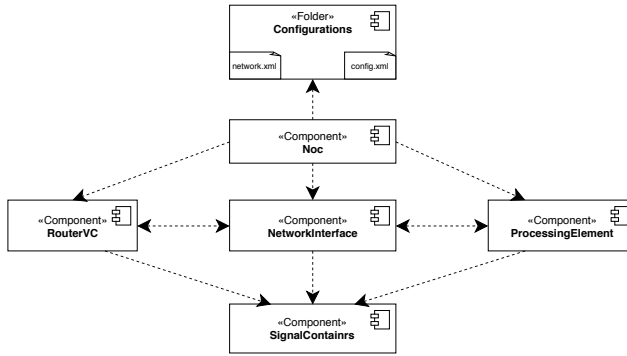 «Folder»
Configurations
network.xml
config.xml
«Component»
Noc
«Component»
RouterVC
«Component»
NetworkInterface
«Component»
ProcessingElement
«Component»
SignalContainrs